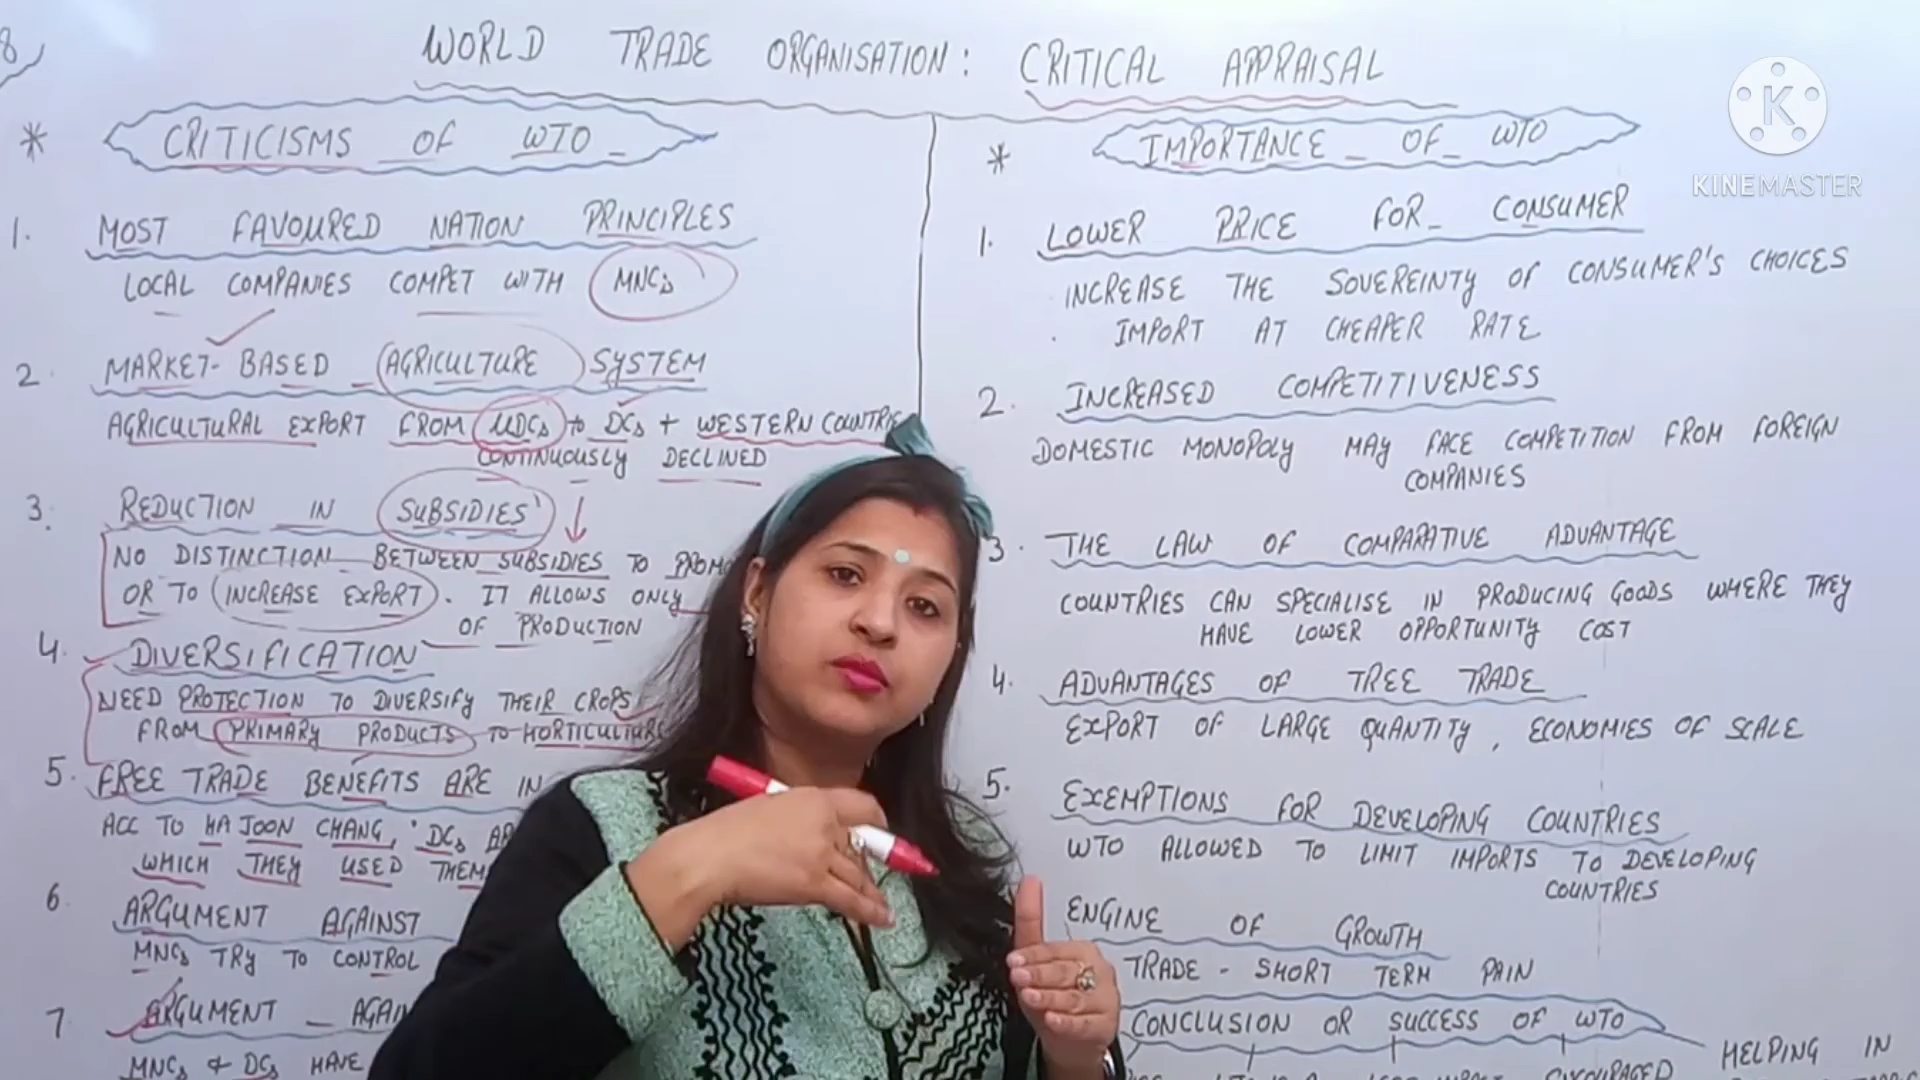 8
WORLD TRADE ORGANISATION: CRITICAL APPRAISAL
* CRITICISMS OF WTO
1. MOST FAVOURED NATION PRINCIPLES
LOCAL COMPANIES COMPET WITH MNCs
2. MARKET-BASED AGRICULTURE SYSTEM
AGRICULTURAL EXPORT FROM UDCs to DCs + WESTERN
CONTINUOUSLY DECLINED
3. REDUCTION IN SUBSIDIES'
NO DISTINCTION BETWEEN SUBSIDIES TO
OR TO INCREASE EXPORT. IT ALLOWS ONLY
OF PRODUCTION
4. DIVERSIFICATION
NEED PROTECTION TO DIVERSIFY THEIR CROPS
FROM PRIMARY PRODUCTS TO
5. FREE TRADE BENEFITS ARE IN
ACC TO HA JOON CHANG, 'DCs
WHICH THEY USED
6. ARGUMENT AGAINST
MNCs TRY TO CONTROL
7. ARGUMENT
MNCs & DCs HAVE
* IMPORTANCE OF WTO
1. LOWER PRICE FOR CONSUMER
INCREASE THE SOVEREINTY OF CONSUMER'S CHOICES
. IMPORT AT CHEAPER RATE
2. INCREASED COMPETITIVENESS
DOMESTIC MONOPOLY MAY FACE COMPETITION FROM FOREIGN
COMPANIES
3. THE LAW OF COMPARATIVE ADVANTAGE
COUNTRIES CAN SPECIALISE IN PRODUCING GOODS WHERE THEY
HAVE LOWER OPPORTUNITY COST
4. ADVANTAGES OF TREE TRADE
EXPORT OF LARGE QUANTITY, ECONOMIES OF SCALE
5. EXEMPTIONS FOR DEVELOPING COUNTRIES
WTO ALLOWED TO LIMIT IMPORTS TO DEVELOPING
COUNTRIES
ENGINE OF GROWTH
TRADE - SHORT TERM PAIN
CONCLUSION OR SUCCESS OF WTO
HELPING IN
K
KINEMASTER